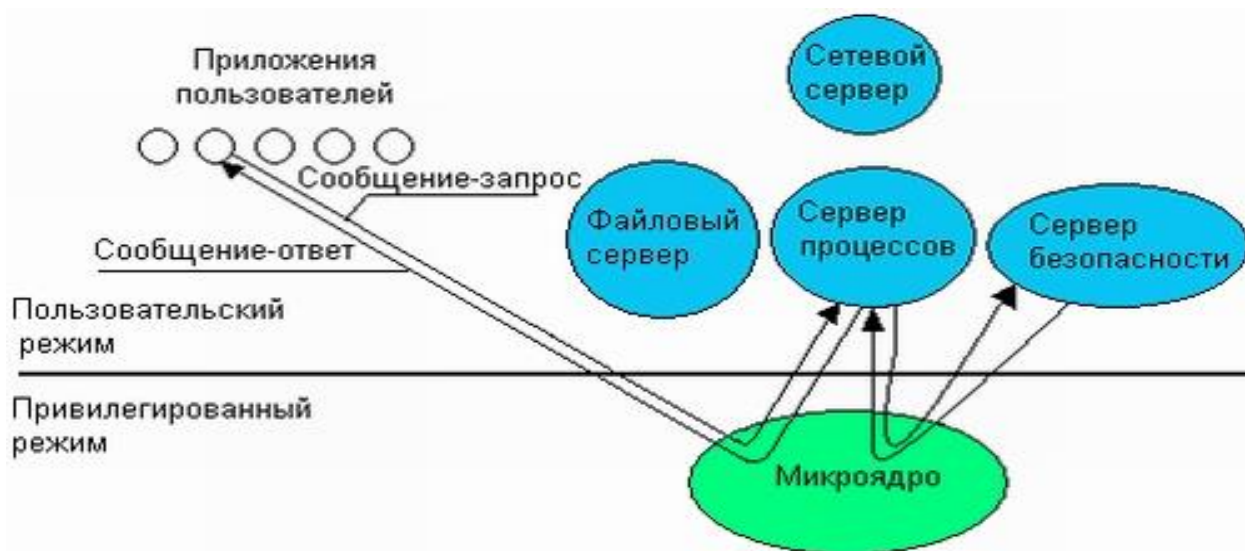 Приложения
пользователей
Сетевой
сервер
Сообщение-запрос
Файловый
сервер
Сервер
процессов
Сервер
безопасности
Сообщение-ответ
Пользовательский
режим
Привилегированный
режим
Микроядро